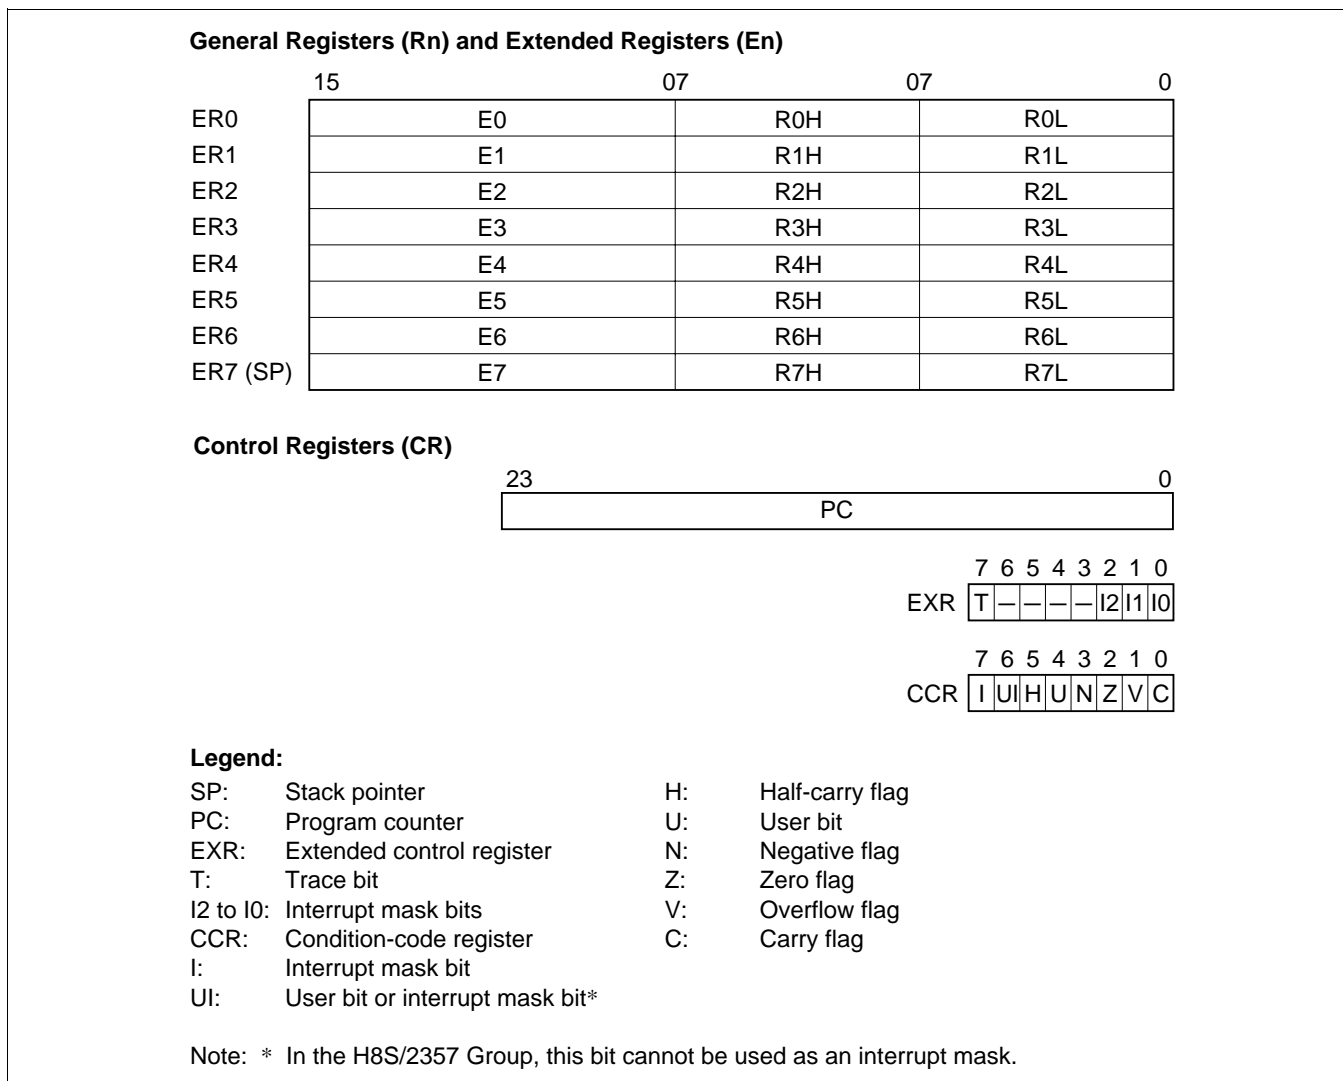 General Registers (Rn) and Extended Registers (En)
15 07 07 0
ER0 E0 R0H R0L
ER1 E1 R1H R1L
ER2 E2 R2H R2L
ER3 E3 R3H R3L
ER4 E4 R4H R4L
ER5 E5 R5H R5L
ER6 E6 R6H R6L
ER7 (SP) E7 R7H R7L
Control Registers (CR)
23 0
PC
7 6 5 4 3 2 1 0
EXR T — — — — I2 I1 I0
7 6 5 4 3 2 1 0
CCR I UI H U N Z V C
Legend:
SP: Stack pointer H: Half-carry flag
PC: Program counter U: User bit
EXR: Extended control register N: Negative flag
T: Trace bit Z: Zero flag
I2 to I0: Interrupt mask bits V: Overflow flag
CCR: Condition-code register C: Carry flag
I: Interrupt mask bit
UI: User bit or interrupt mask bit*
Note: * In the H8S/2357 Group, this bit cannot be used as an interrupt mask.